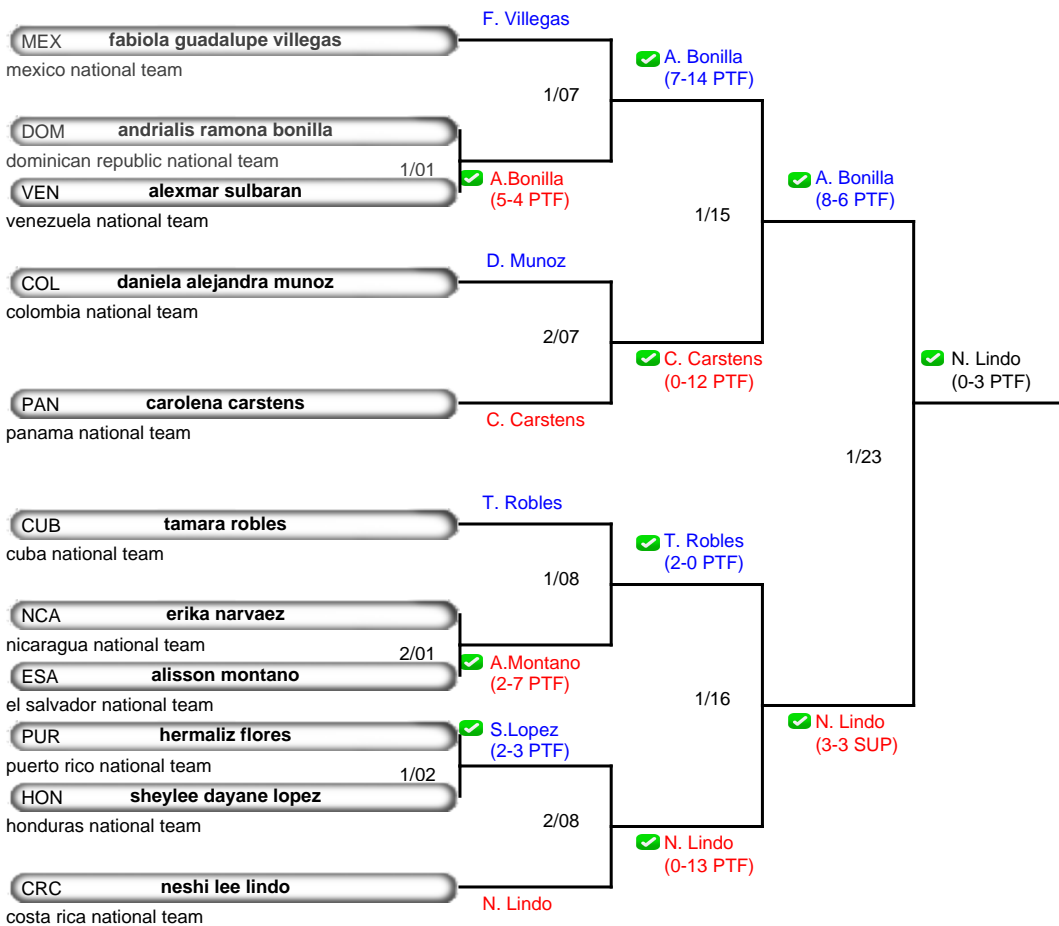 F. Villegas
MEX fabiola guadalupe villegas
mexico national team
A. Bonilla
(7-14 PTF)
1/07
DOM andrialis ramona bonilla
dominican republic national team
1/01
A.Bonilla
(5-4 PTF)
VEN alexmar sulbaran
venezuela national team
A. Bonilla
(8-6 PTF)
1/15
D. Munoz
COL daniela alejandra munoz
colombia national team
2/07
C. Carstens
(0-12 PTF)
N. Lindo
(0-3 PTF)
PAN carolena carstens
C. Carstens
panama national team
1/23
T. Robles
CUB tamara robles
cuba national team
T. Robles
(2-0 PTF)
1/08
NCA erika narvaez
nicaragua national team
2/01
A.Montano
(2-7 PTF)
ESA alisson montano
el salvador national team
1/16
N. Lindo
(3-3 SUP)
PUR hermaliz flores
S.Lopez
(2-3 PTF)
puerto rico national team
1/02
HON sheylee dayane lopez
honduras national team
2/08
N. Lindo
(0-13 PTF)
CRC neshi lee lindo
N. Lindo
costa rica national team